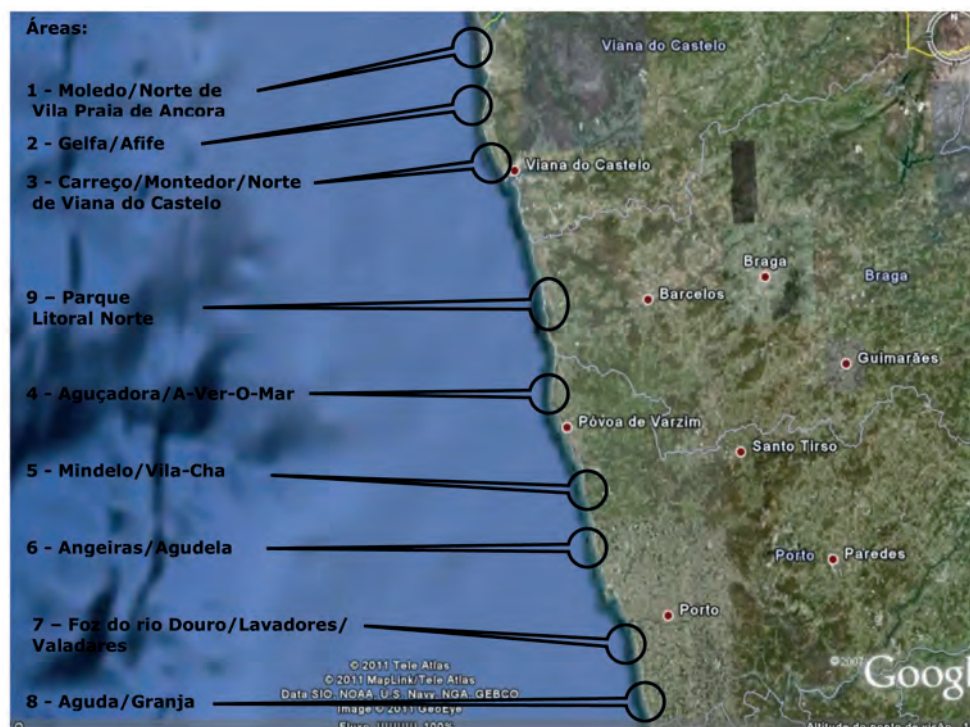 Áreas:
1 - Moledo/Norte de
Vila Praia de Ancora
2 - Gelfa/Afife
3 - Carreço/Montedor/Norte
de Viana do Castelo
9 – Parque
Litoral Norte
4 - Aguçadora/A-Ver-O-Mar
5 - Mindelo/Vila-Cha
6 - Angeiras/Agudela
7 – Foz do rio Douro/Lavadores/
Valadares
8 - Aguda/Granja
N
Viana do Castelo
Viana do Castelo
Braga
Braga
Barcelos
Guimarães
Póvoa de Varzim
Santo Tirso
Porto
Paredes
Porto
© 2011 Tele Atlas
© 2011 MapLink/Tele Atlas
Data SIO, NOAA, U.S. Navy, NGA, GEBCO
Image © 2011 GeoEye
©2007 Googl
100%